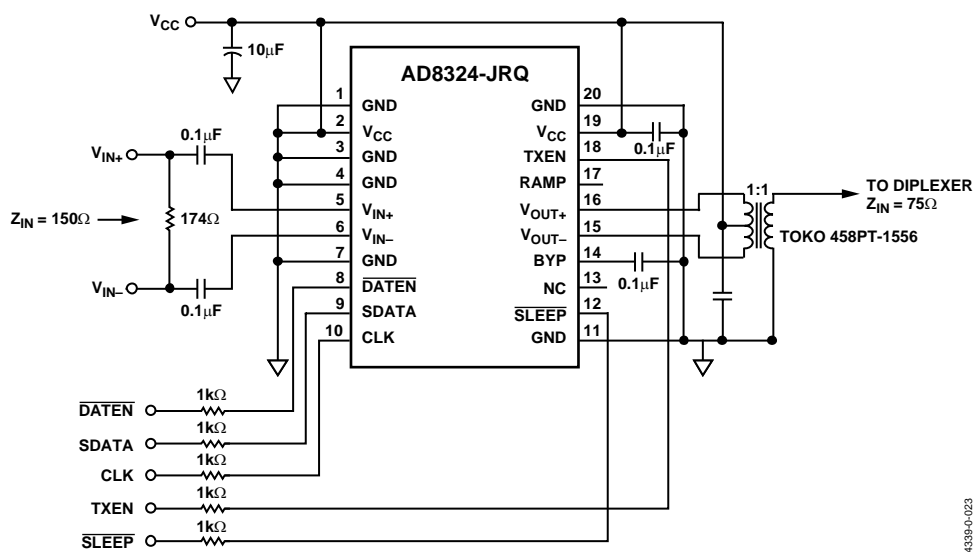 VCC
10µF
AD8324-JRQ
1 GND
2 VCC
3 GND
4 GND
5 VIN+
6 VIN–
7 GND
8 DATEN
9 SDATA
10 CLK
20 GND
19 VCC
18 TXEN
17 RAMP
16 VOUT+
15 VOUT–
14 BYP
13 NC
12 SLEEP
11 GND
0.1µF
VIN+
ZIN = 150Ω
174Ω
VIN–
0.1µF
0.1µF
0.1µF
1:1
TO DIPLEXER
ZIN = 75Ω
TOKO 458PT-1556
1kΩ
DATEN
1kΩ
SDATA
1kΩ
CLK
1kΩ
TXEN
1kΩ
SLEEP
4339-0-023